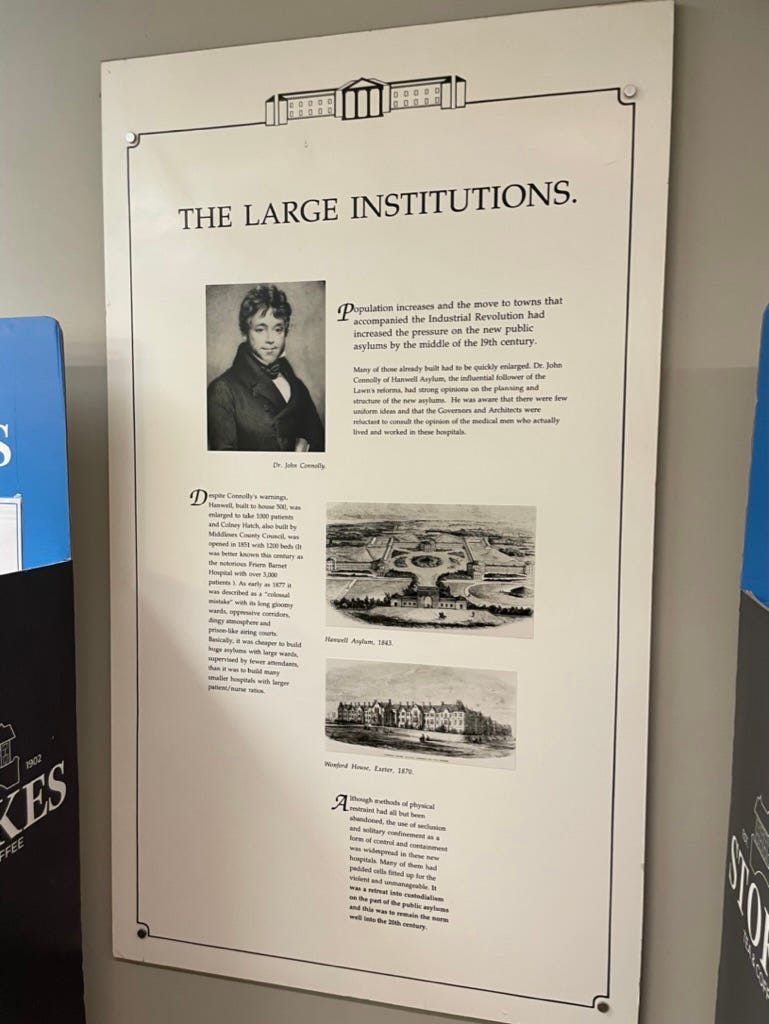 THE LARGE INSTITUTIONS.
Population increases and the move to towns that
accompanied the Industrial Revolution had
increased the pressure on the new public
asylums by the middle of the 19th century.
Many of those already built had to be quickly enlarged. Dr. John
Connolly of Hanwell Asylum, the influential follower of the
Lawn's reforms, had strong opinions on the planning and
structure of the new asylums. He was aware that there were few
uniform ideas and that the Governors and Architects were
reluctant to consult the opinion of the medical men who actually
lived and worked in these hospitals.
Dr. John Connolly.
Despite Connolly's warnings,
Hanwell, built to house 500, was
enlarged to take 1000 patients
and Colney Hatch, also built by
Middlesex County Council, was
opened in 1851 with 1200 beds (It
was better known this century as
the notorious Friern Barnet
Hospital with over 3,000
patients ). As early as 1877 it
was described as a "colossal
mistake" with its long gloomy
wards, oppressive corridors,
dingy atmosphere and
prison-like airing courts.
Basically, it was cheaper to build
huge asylums with large wards,
supervised by fewer attendants,
than it was to build many
smaller hospitals with larger
patient/nurse ratios.
Hanwell Asylum, 1843.
Wonford House, Exeter, 1870.
Although methods of physical
restraint had all but been
abandoned, the use of seclusion
and solitary confinement as a
form of control and containment
was widespread in these new
hospitals. Many of them had
padded cells fitted up for the
violent and unmanageable. It
was a retreat into custodialism
on the part of the public asylums
and this was to remain the norm
well into the 20th century.
S
1902
KES
FFEE
STO
TEA & COFF